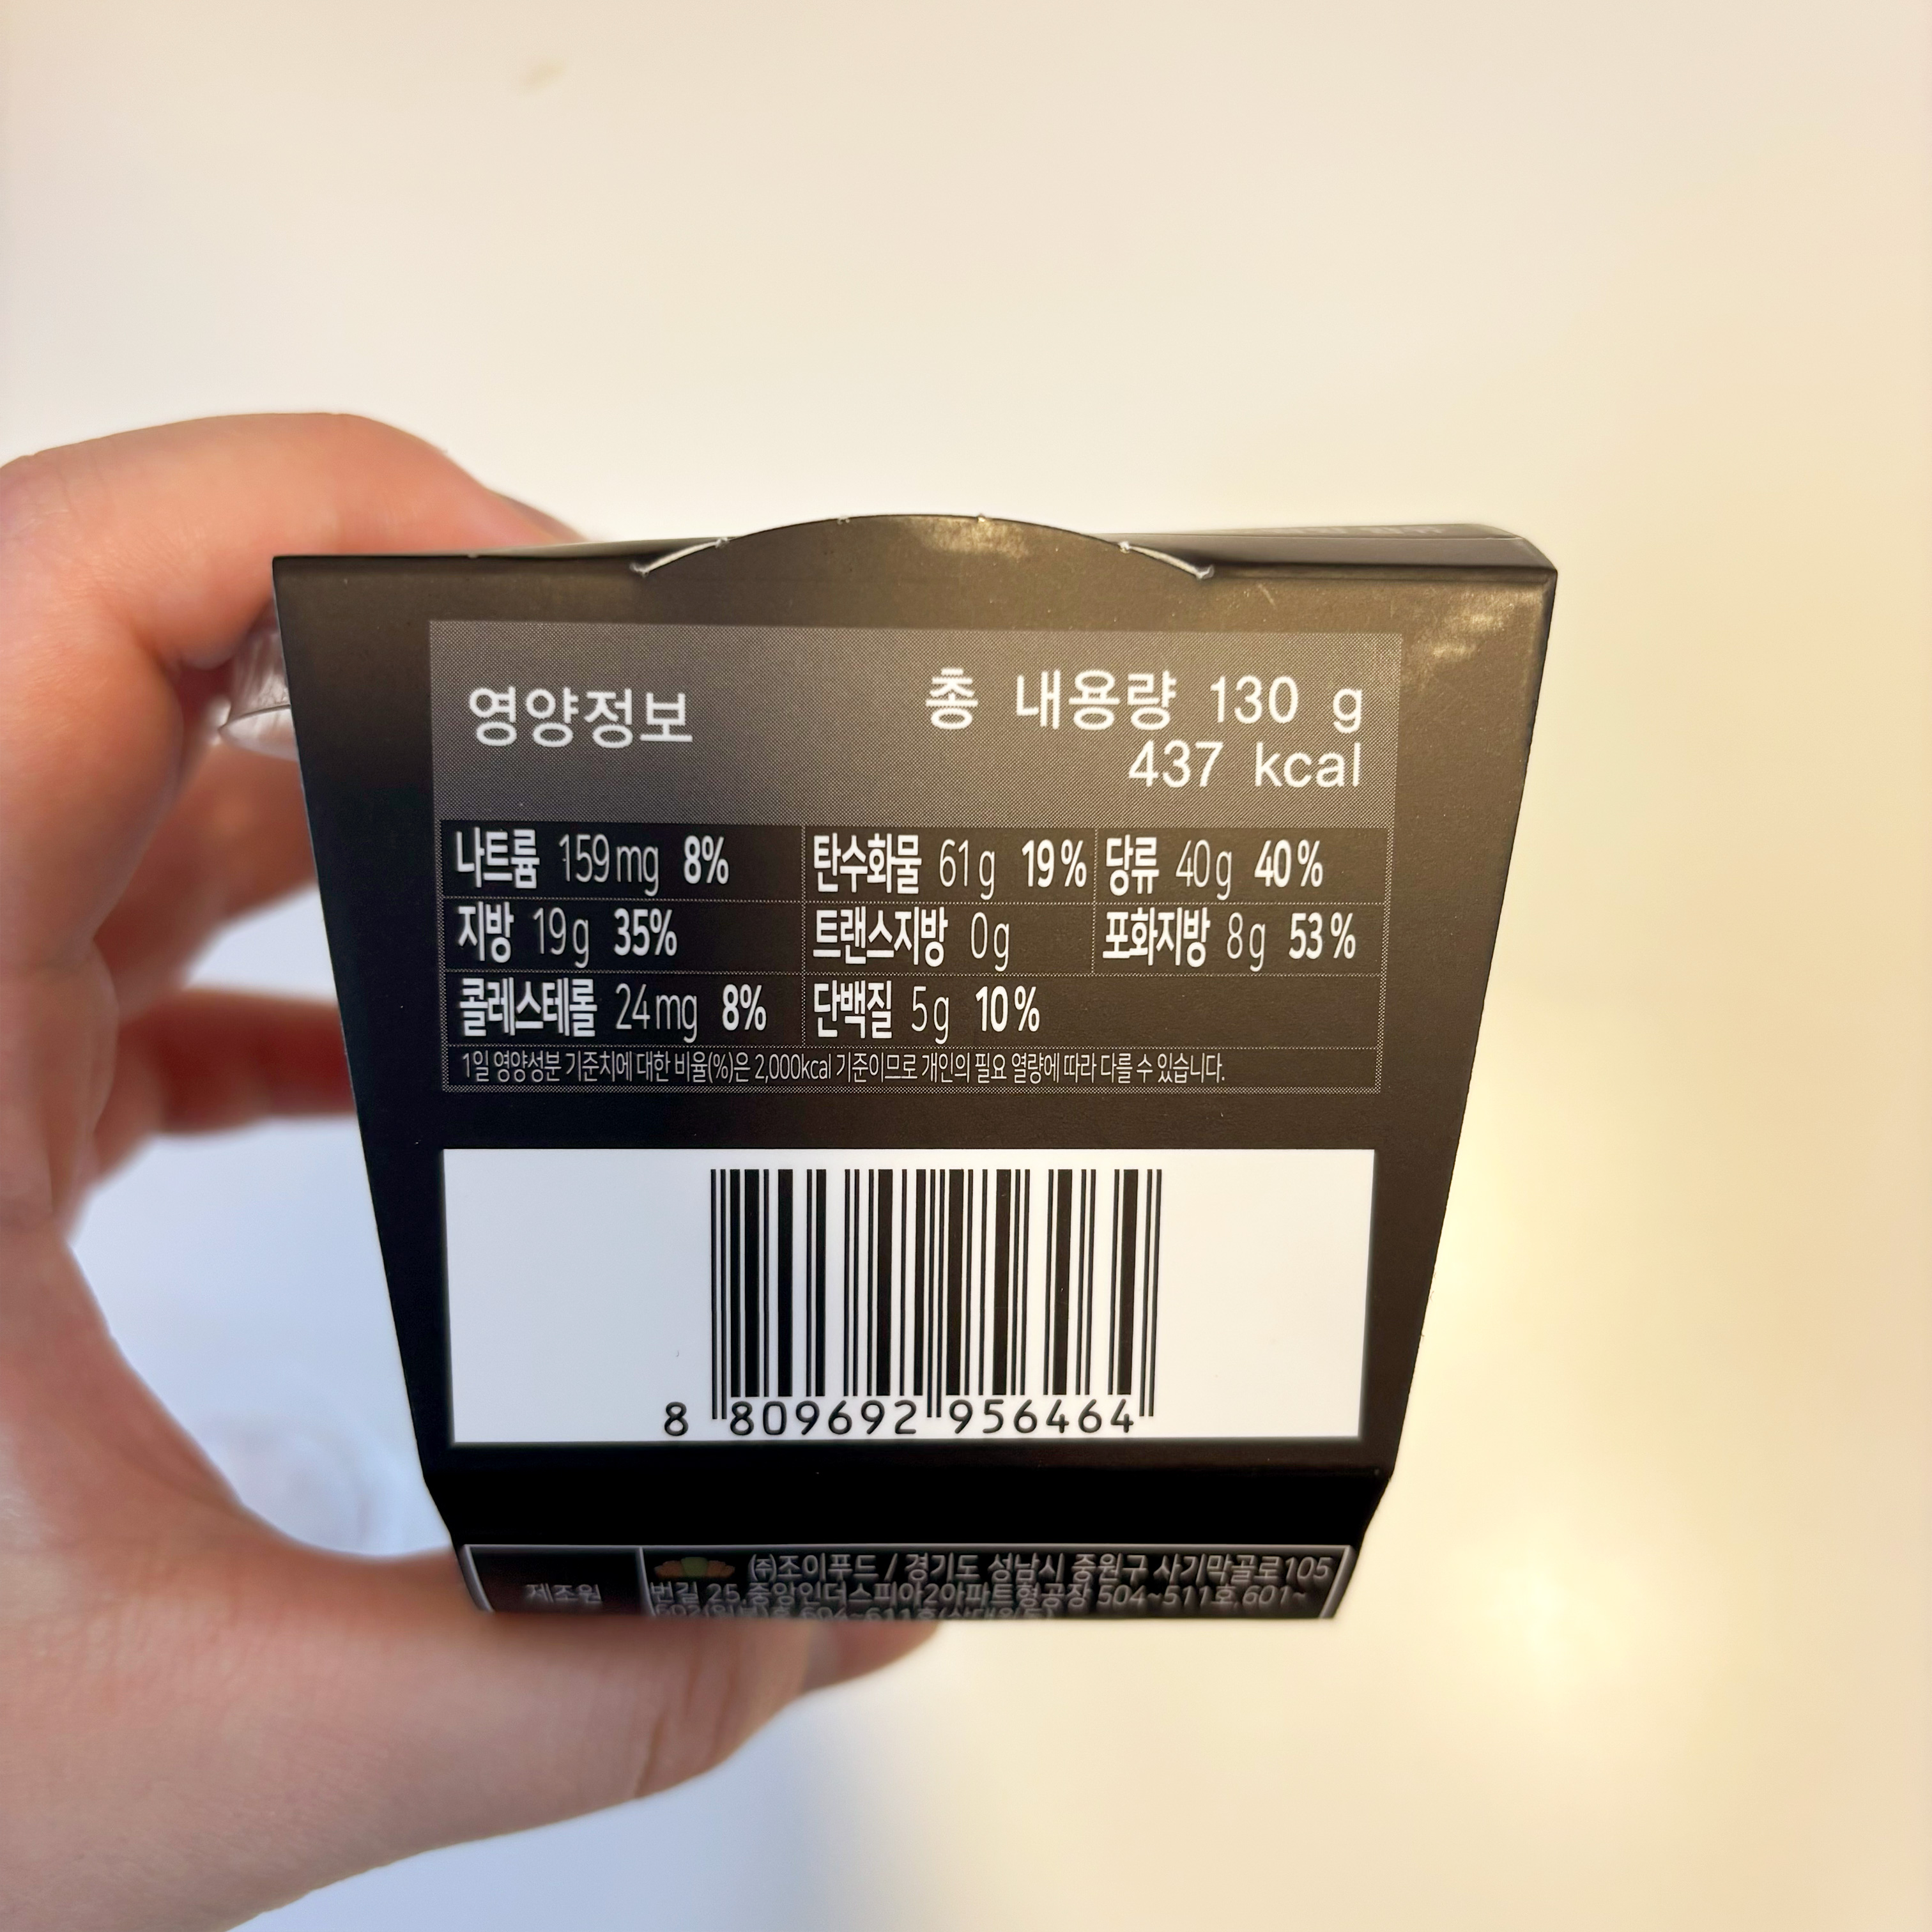 영양정보
총 내용량 130 g
437 kcal
나트륨 159mg 8% 탄수화물 61g 19% 당류 40g 40%
지방 19g 35% 트랜스지방 0g 포화지방 8g 53%
콜레스테롤 24mg 8% 단백질 5g 10%
1일 영양성분 기준치에 대한 비율(%)은 2,000kcal 기준이므로 개인의 필요 열량에 따라 다를 수 있습니다.
8 809692 956464
제조원
(주)조이푸드 / 경기도 성남시 중원구 사기막골로105
번길 25,중앙인더스피아2아파트형공장 504~511호,601~